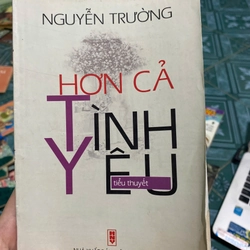 NGUYỄN TRƯỜNG
HƠN CẢ
TÌNH
YÊU
tiểu thuyết